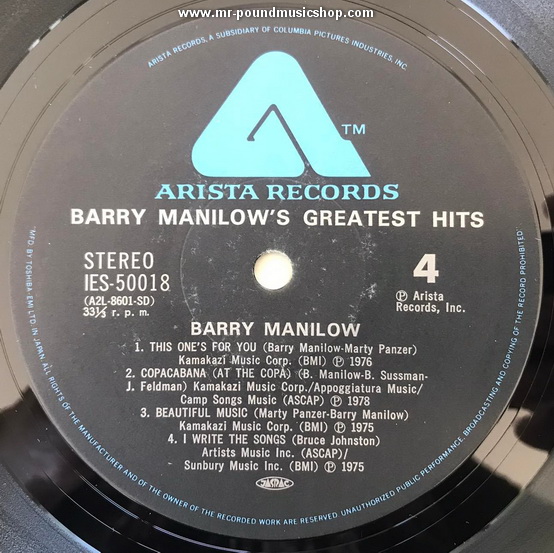 www.mr-poundmusicshop.com
ARISTA RECORDS, A SUBSIDIARY OF COLUMBIA PICTURES INDUSTRIES, INC.
TM
ARISTA RECORDS
BARRY MANILOW'S GREATEST HITS
STEREO
IES-50018
(A2L-8601-SD)
33⅓ r. p. m.
4
Ⓟ Arista
Records, Inc.
BARRY MANILOW
1. THIS ONE'S FOR YOU (Barry Manilow-Marty Panzer)
Kamakazi Music Corp. (BMI) Ⓟ 1976
2. COPACABANA (AT THE COPA) (B. Manilow-B. Sussman-
J. Feldman) Kamakazi Music Corp./Appoggiatura Music/
Camp Songs Music (ASCAP) Ⓟ 1978
3. BEAUTIFUL MUSIC (Marty Panzer-Barry Manilow)
Kamakazi Music Corp. (BMI) Ⓟ 1975
4. I WRITE THE SONGS (Bruce Johnston)
Artists Music Inc. (ASCAP)/
Sunbury Music Inc. (BMI) Ⓟ 1975
JASRAC
MFD. BY TOSHIBA EMI LTD. IN JAPAN. ALL RIGHTS OF THE MANUFACTURER AND OF THE OWNER OF THE RECORDED WORK ARE RESERVED. UNAUTHORIZED PUBLIC PERFORMANCE, BROADCASTING AND COPYING OF THE RECORD PROHIBITED.